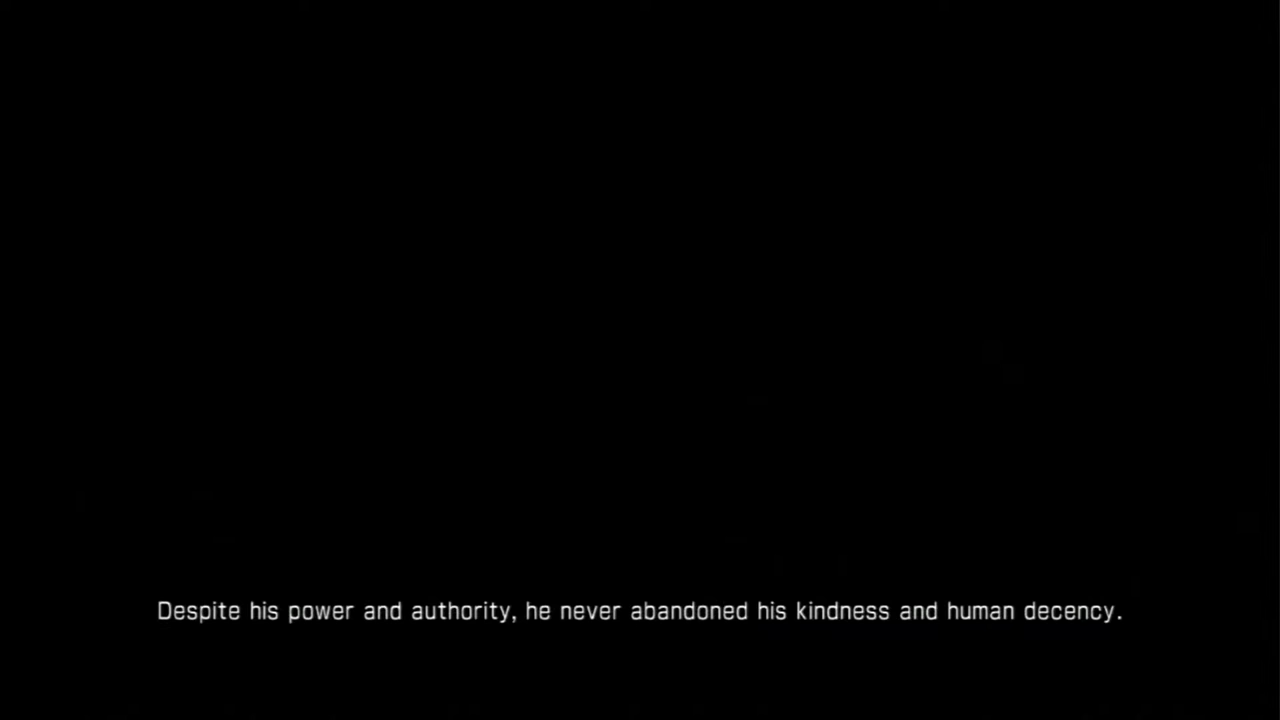 Despite his power and authority, he never abandoned his kindness and human decency.